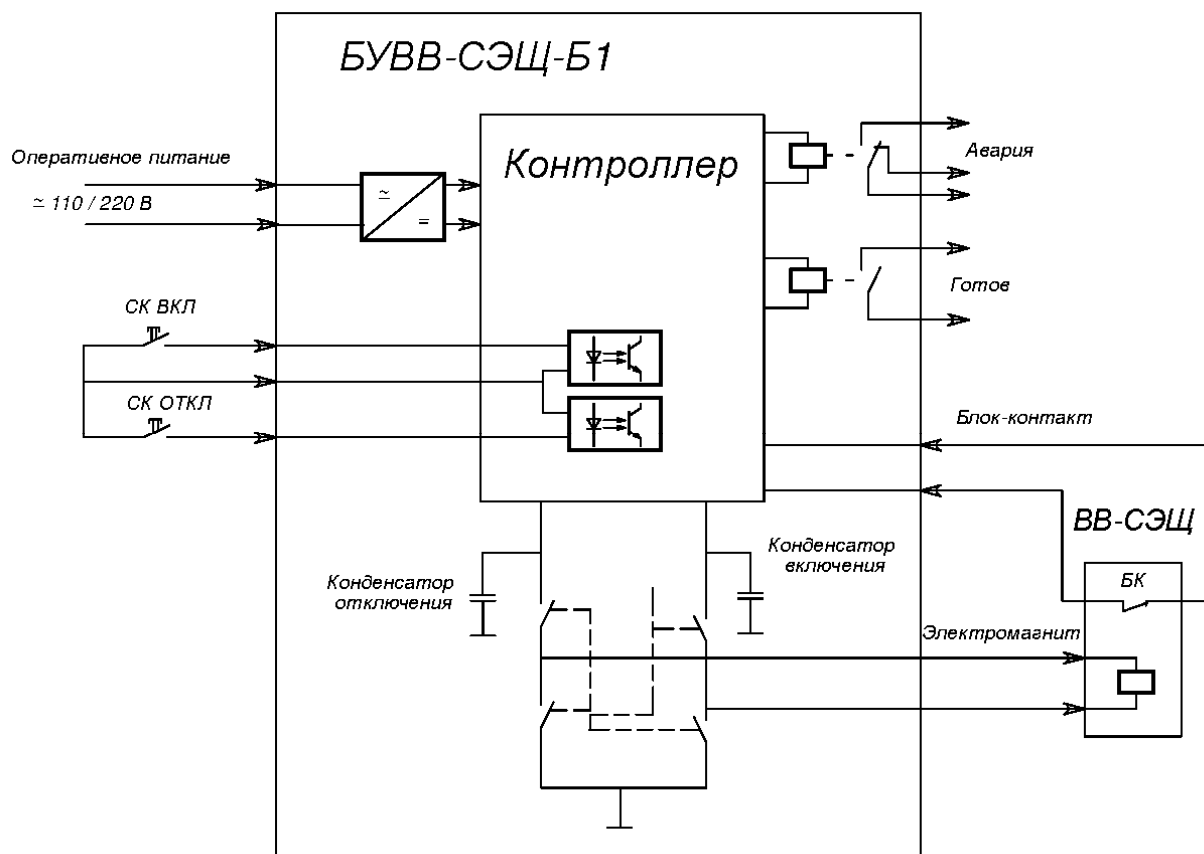 БУВВ-СЭЩ-Б1
Контроллер
Оперативное питание
≃ 110 / 220 В
≃
=
Авария
Готов
СК ВКЛ
СК ОТКЛ
Блок-контакт
ВВ-СЭЩ
Конденсатор
включения
Конденсатор
отключения
БК
Электромагнит